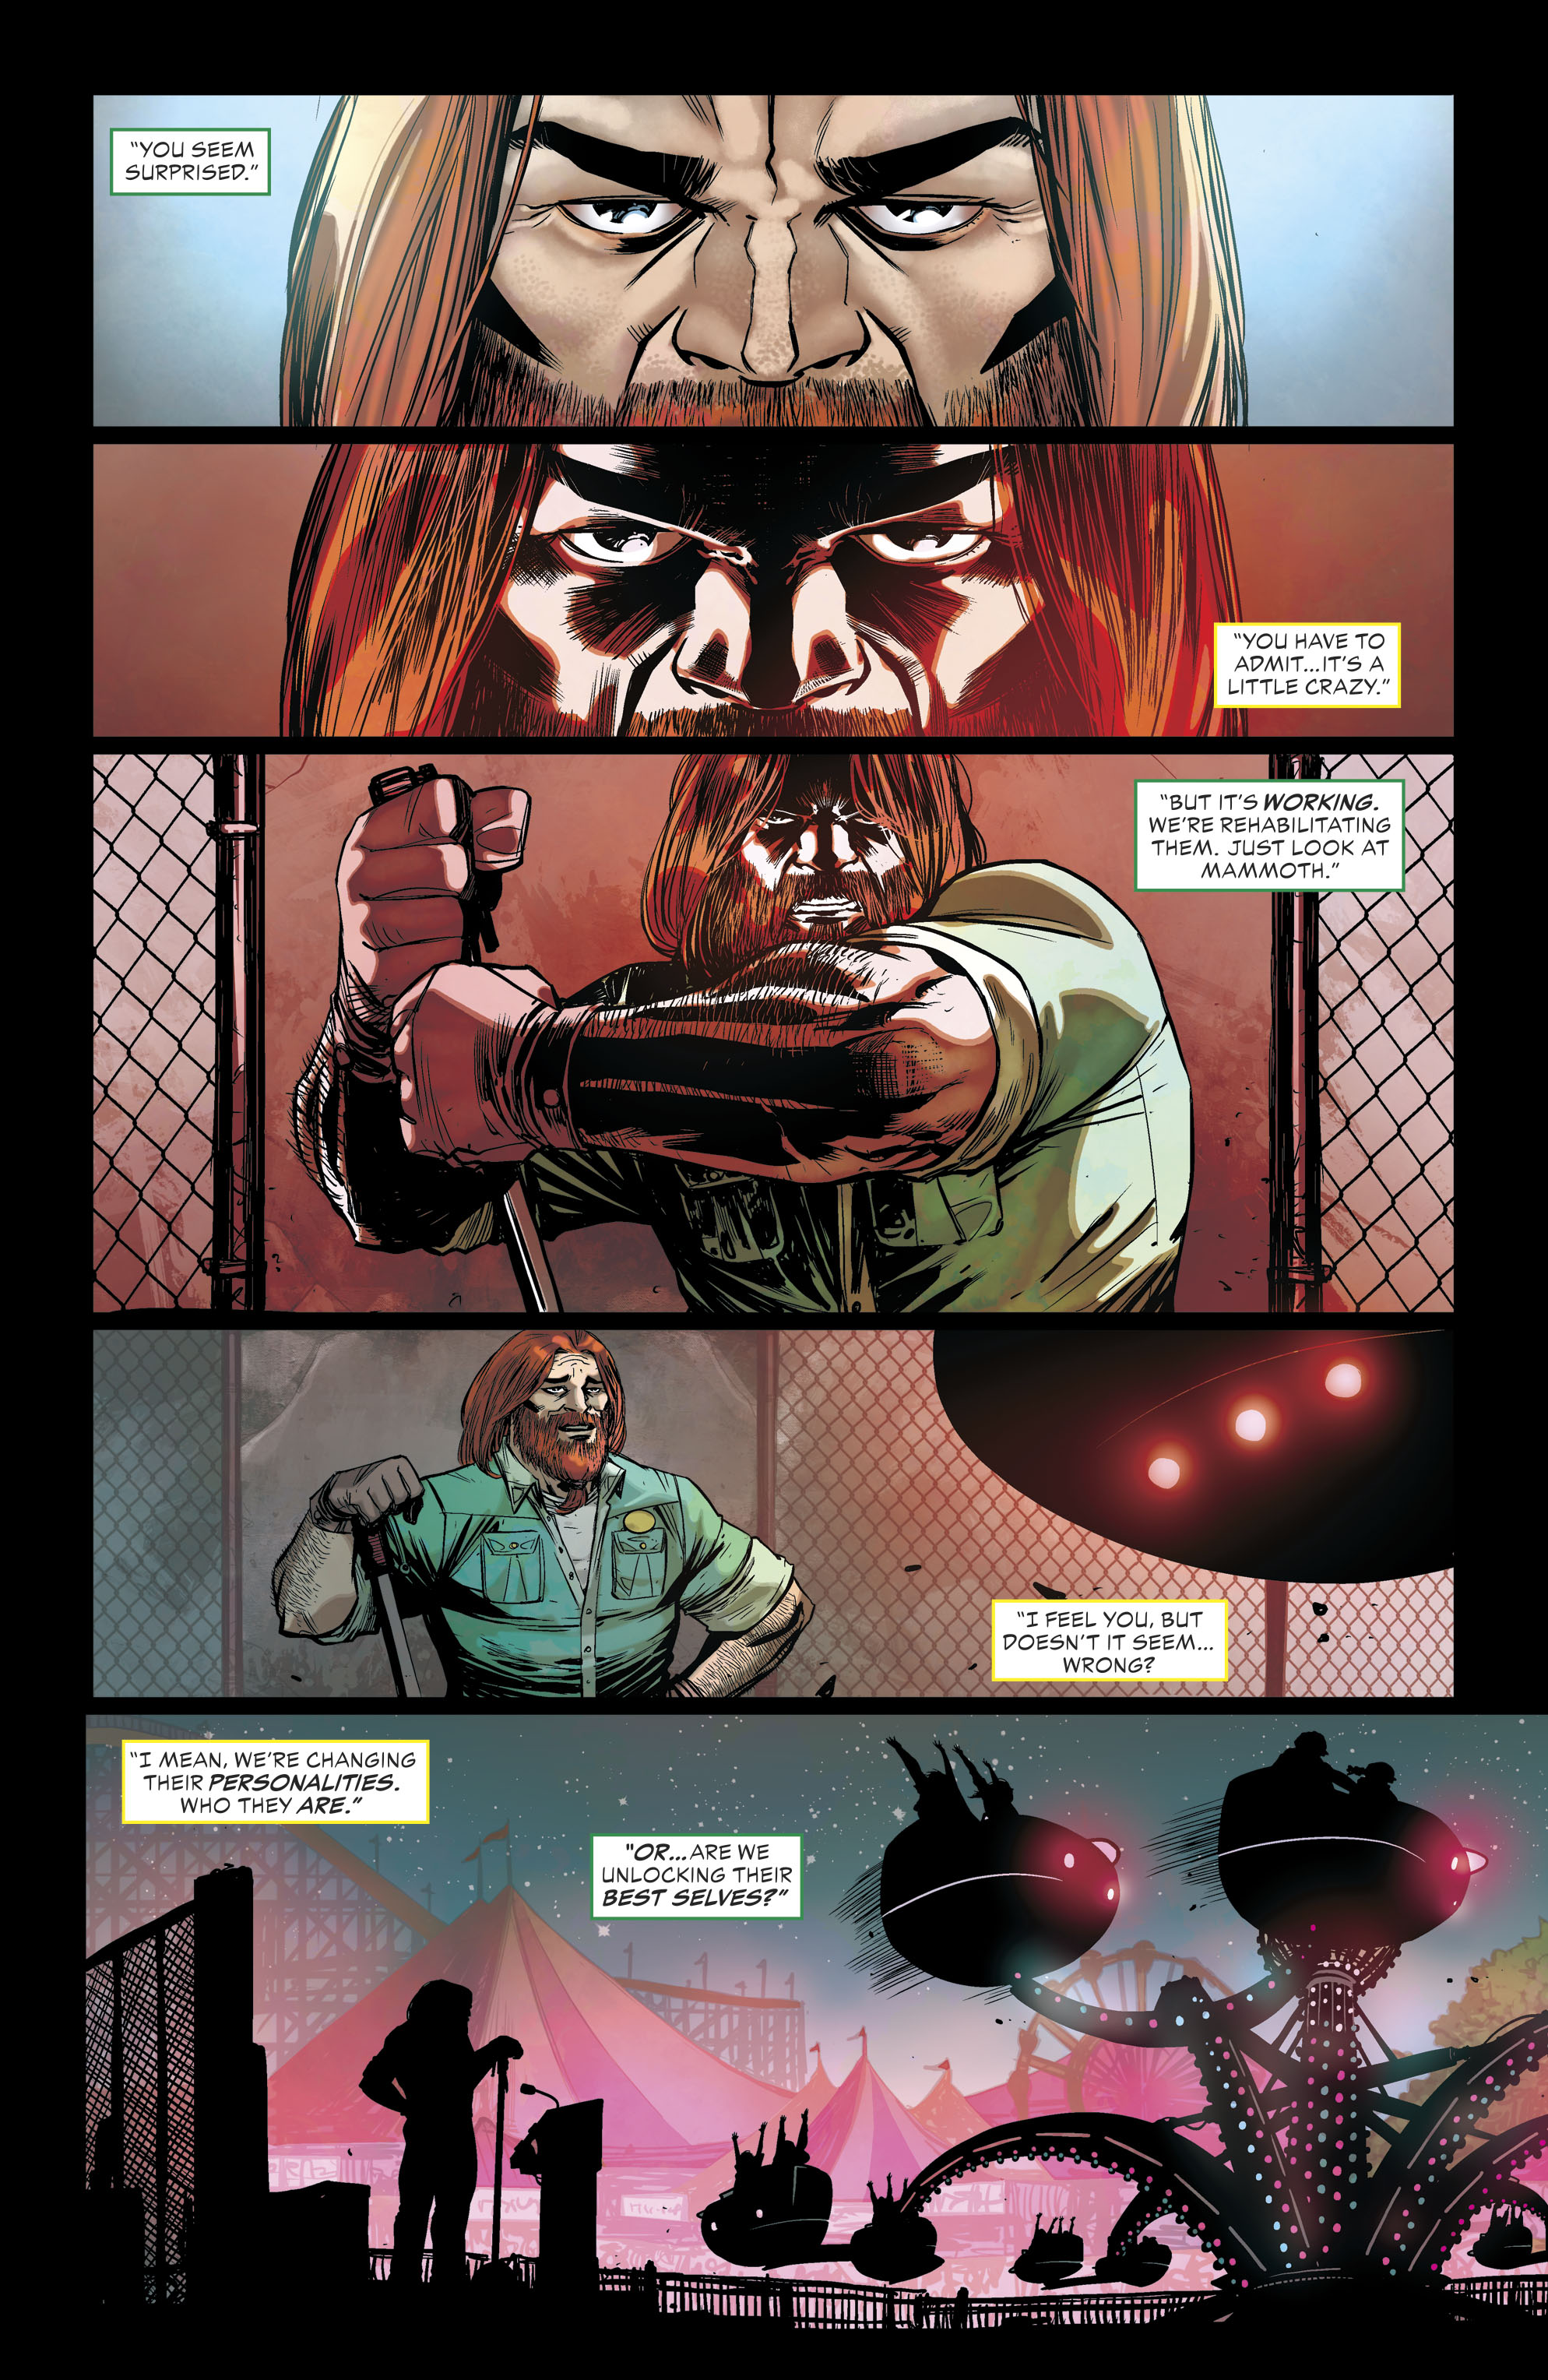 "YOU SEEM
SURPRISED."
"YOU HAVE TO
ADMIT...IT'S A
LITTLE CRAZY."
"BUT IT'S WORKING.
WE'RE REHABILITATING
THEM. JUST LOOK AT
MAMMOTH."
"I FEEL YOU, BUT
DOESN'T IT SEEM...
WRONG?
"I MEAN, WE'RE CHANGING
THEIR PERSONALITIES.
WHO THEY ARE."
"OR...ARE WE
UNLOCKING THEIR
BEST SELVES?"